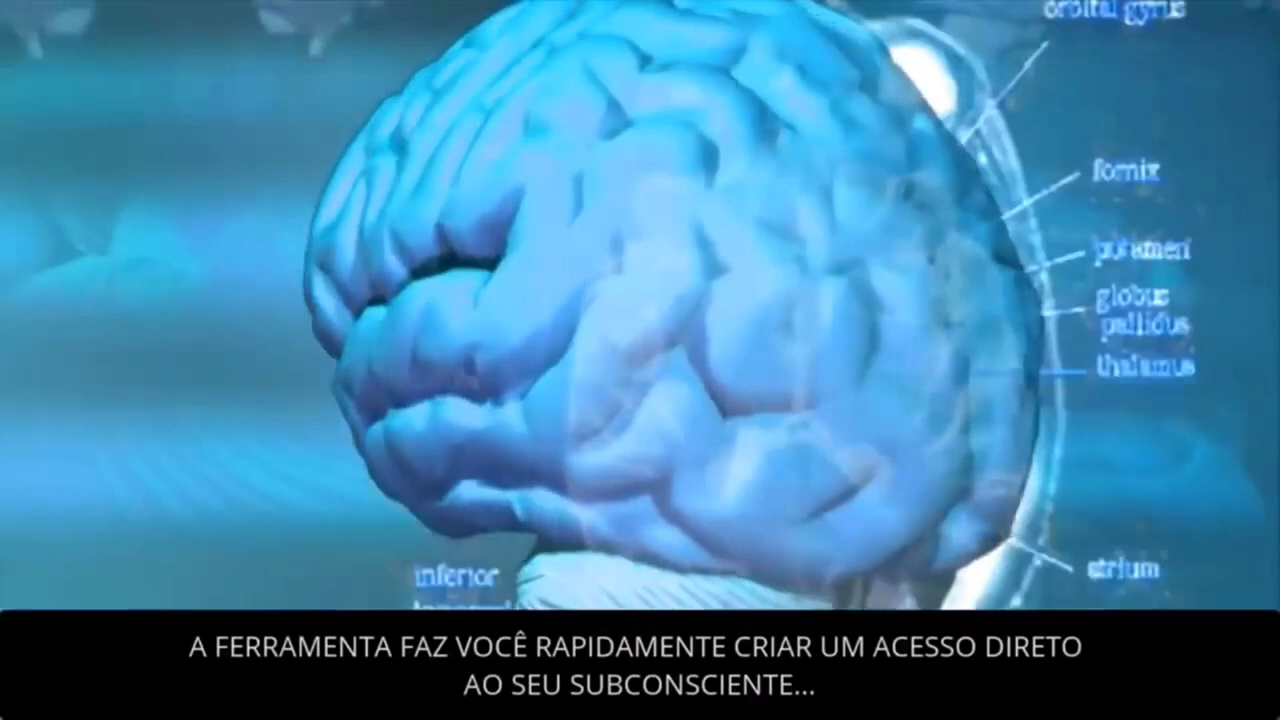 orbital gyrus
fornix
putamen
globus
pallidus
thalamus
atrium
inferior
A FERRAMENTA FAZ VOCÊ RAPIDAMENTE CRIAR UM ACESSO DIRETO
AO SEU SUBCONSCIENTE...